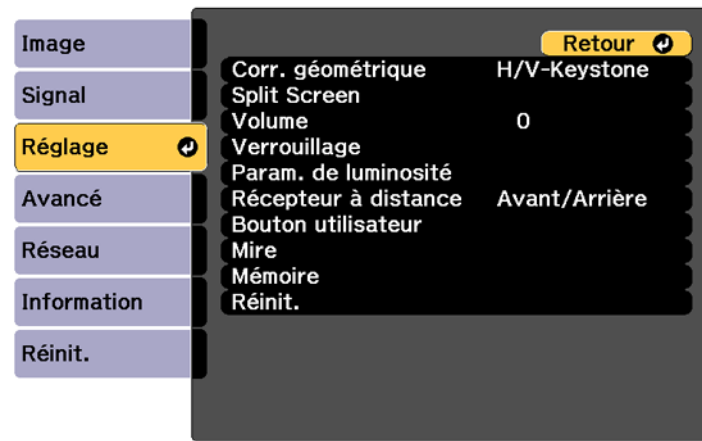 Image
Signal
Réglage
Avancé
Réseau
Information
Réinit.
Retour
Corr. géométrique H/V-Keystone
Split Screen
Volume 0
Verrouillage
Param. de luminosité
Récepteur à distance Avant/Arrière
Bouton utilisateur
Mire
Mémoire
Réinit.